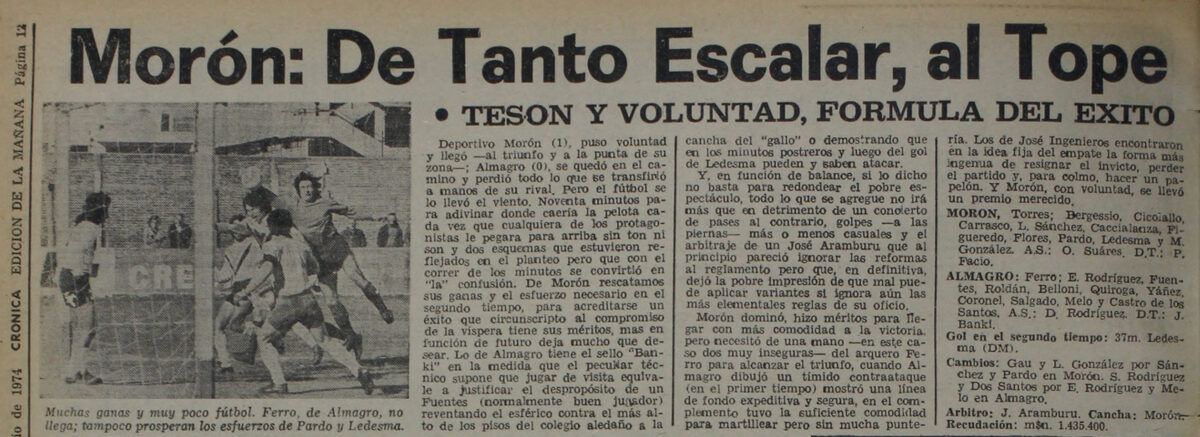 Morón: De Tanto Escalar, al Tope
• TESON Y VOLUNTAD, FORMULA DEL EXITO
io de 1974 CRONICA EDICION DE LA MAÑANA Página 12
CRE
Muchas ganas y muy poco fútbol. Ferro, de Almagro, no
llega; tampoco prosperan los esfuerzos de Pardo y Ledesma.
Deportivo Morón (1), puso voluntad
y llegó —al triunfo y a la punta de su
zona—; Almagro (0), se quedó en el ca-
mino y perdió todo lo que se transfirió
a manos de su rival. Pero el fútbol se
lo llevó el viento. Noventa minutos pa-
ra adivinar donde caería la pelota ca-
da vez que cualquiera de los protago-
nistas le pegara para arriba sin ton ni
son y dos esquemas que estuvieron re-
flejados en el planteo pero que con el
correr de los minutos se convirtió en
"la" confusión. De Morón rescatamos
sus ganas y el esfuerzo necesario en el
segundo tiempo, para acreditarse un
éxito que circunscripto al compromiso
de la víspera tiene sus méritos, mas en
función de futuro deja mucho que de-
sear. Lo de Almagro tiene el sello "Ban-
ki" en la medida que el peculiar téc-
nico supone que jugar de visita equiva-
le a justificar el despropósito de un
Fuentes (normalmente buen jugador)
reventando el esférico contra el más al-
to de los pisos del colegio aledaño a la
cancha del "gallo" o demostrando que
en los minutos postreros y luego del gol
de Ledesma pueden y saben atacar.
Y, en función de balance, si lo dicho
no basta para redondear el pobre es-
pectáculo, todo lo que se agregue no irá
más que en detrimento de un concierto
de pases al contrario, golpes —a las
piernas— más o menos casuales y el
arbitraje de un José Aramburu que al
principio pareció ignorar las reformas
al reglamento pero que, en definitiva,
dejó la pobre impresión de que mal pue-
de aplicar variantes si ignora aún las
más elementales reglas de su oficio.
Morón dominó, hizo méritos para lle-
gar con más comodidad a la victoria.
pero necesitó de una mano —en este ca-
so dos muy inseguras— del arquero Fe-
rro para alcanzar el triunfo, cuando Al-
magro dibujó un tímido contraataque
(en el primer tiempo) mostró una línea
de fondo expeditiva y segura, en el com-
plemento tuvo la suficiente comodidad
para martillear pero sin mucha punte-
ría. Los de José Ingenieros encontraron
en la idea fija del empate la forma más
ingenua de resignar el invicto, perder
el partido y, para colmo, hacer un pa-
pelón. Y Morón, con voluntad, se llevó
un premio merecido.
MORON, Torres; Bergessio, Cicoiallo,
Carrasco, L. Sánchez, Caccialanza, Fi-
gueredo, Flores, Pardo, Ledesma y M.
González. A.S.: O. Suáres. D.T.: P.
Facio.
ALMAGRO: Ferro; E. Rodríguez, Fuen-
tes, Roldán, Belloni, Quiroga, Yáñez,
Coronel, Salgado, Melo y Castro de los
Santos. A.S.: D. Rodríguez. D.T.: J.
Banki.
Gol en el segundo tiempo: 37m. Ledes-
ma (DM).
Cambios: Gau y L. González por Sán-
chez y Pardo en Morón. S. Rodríguez
y Dos Santos por E. Rodríguez y Me-
lo en Almagro.
Arbitro: J. Aramburu. Cancha: Morón.
Recudación: m$n. 1.435.400.